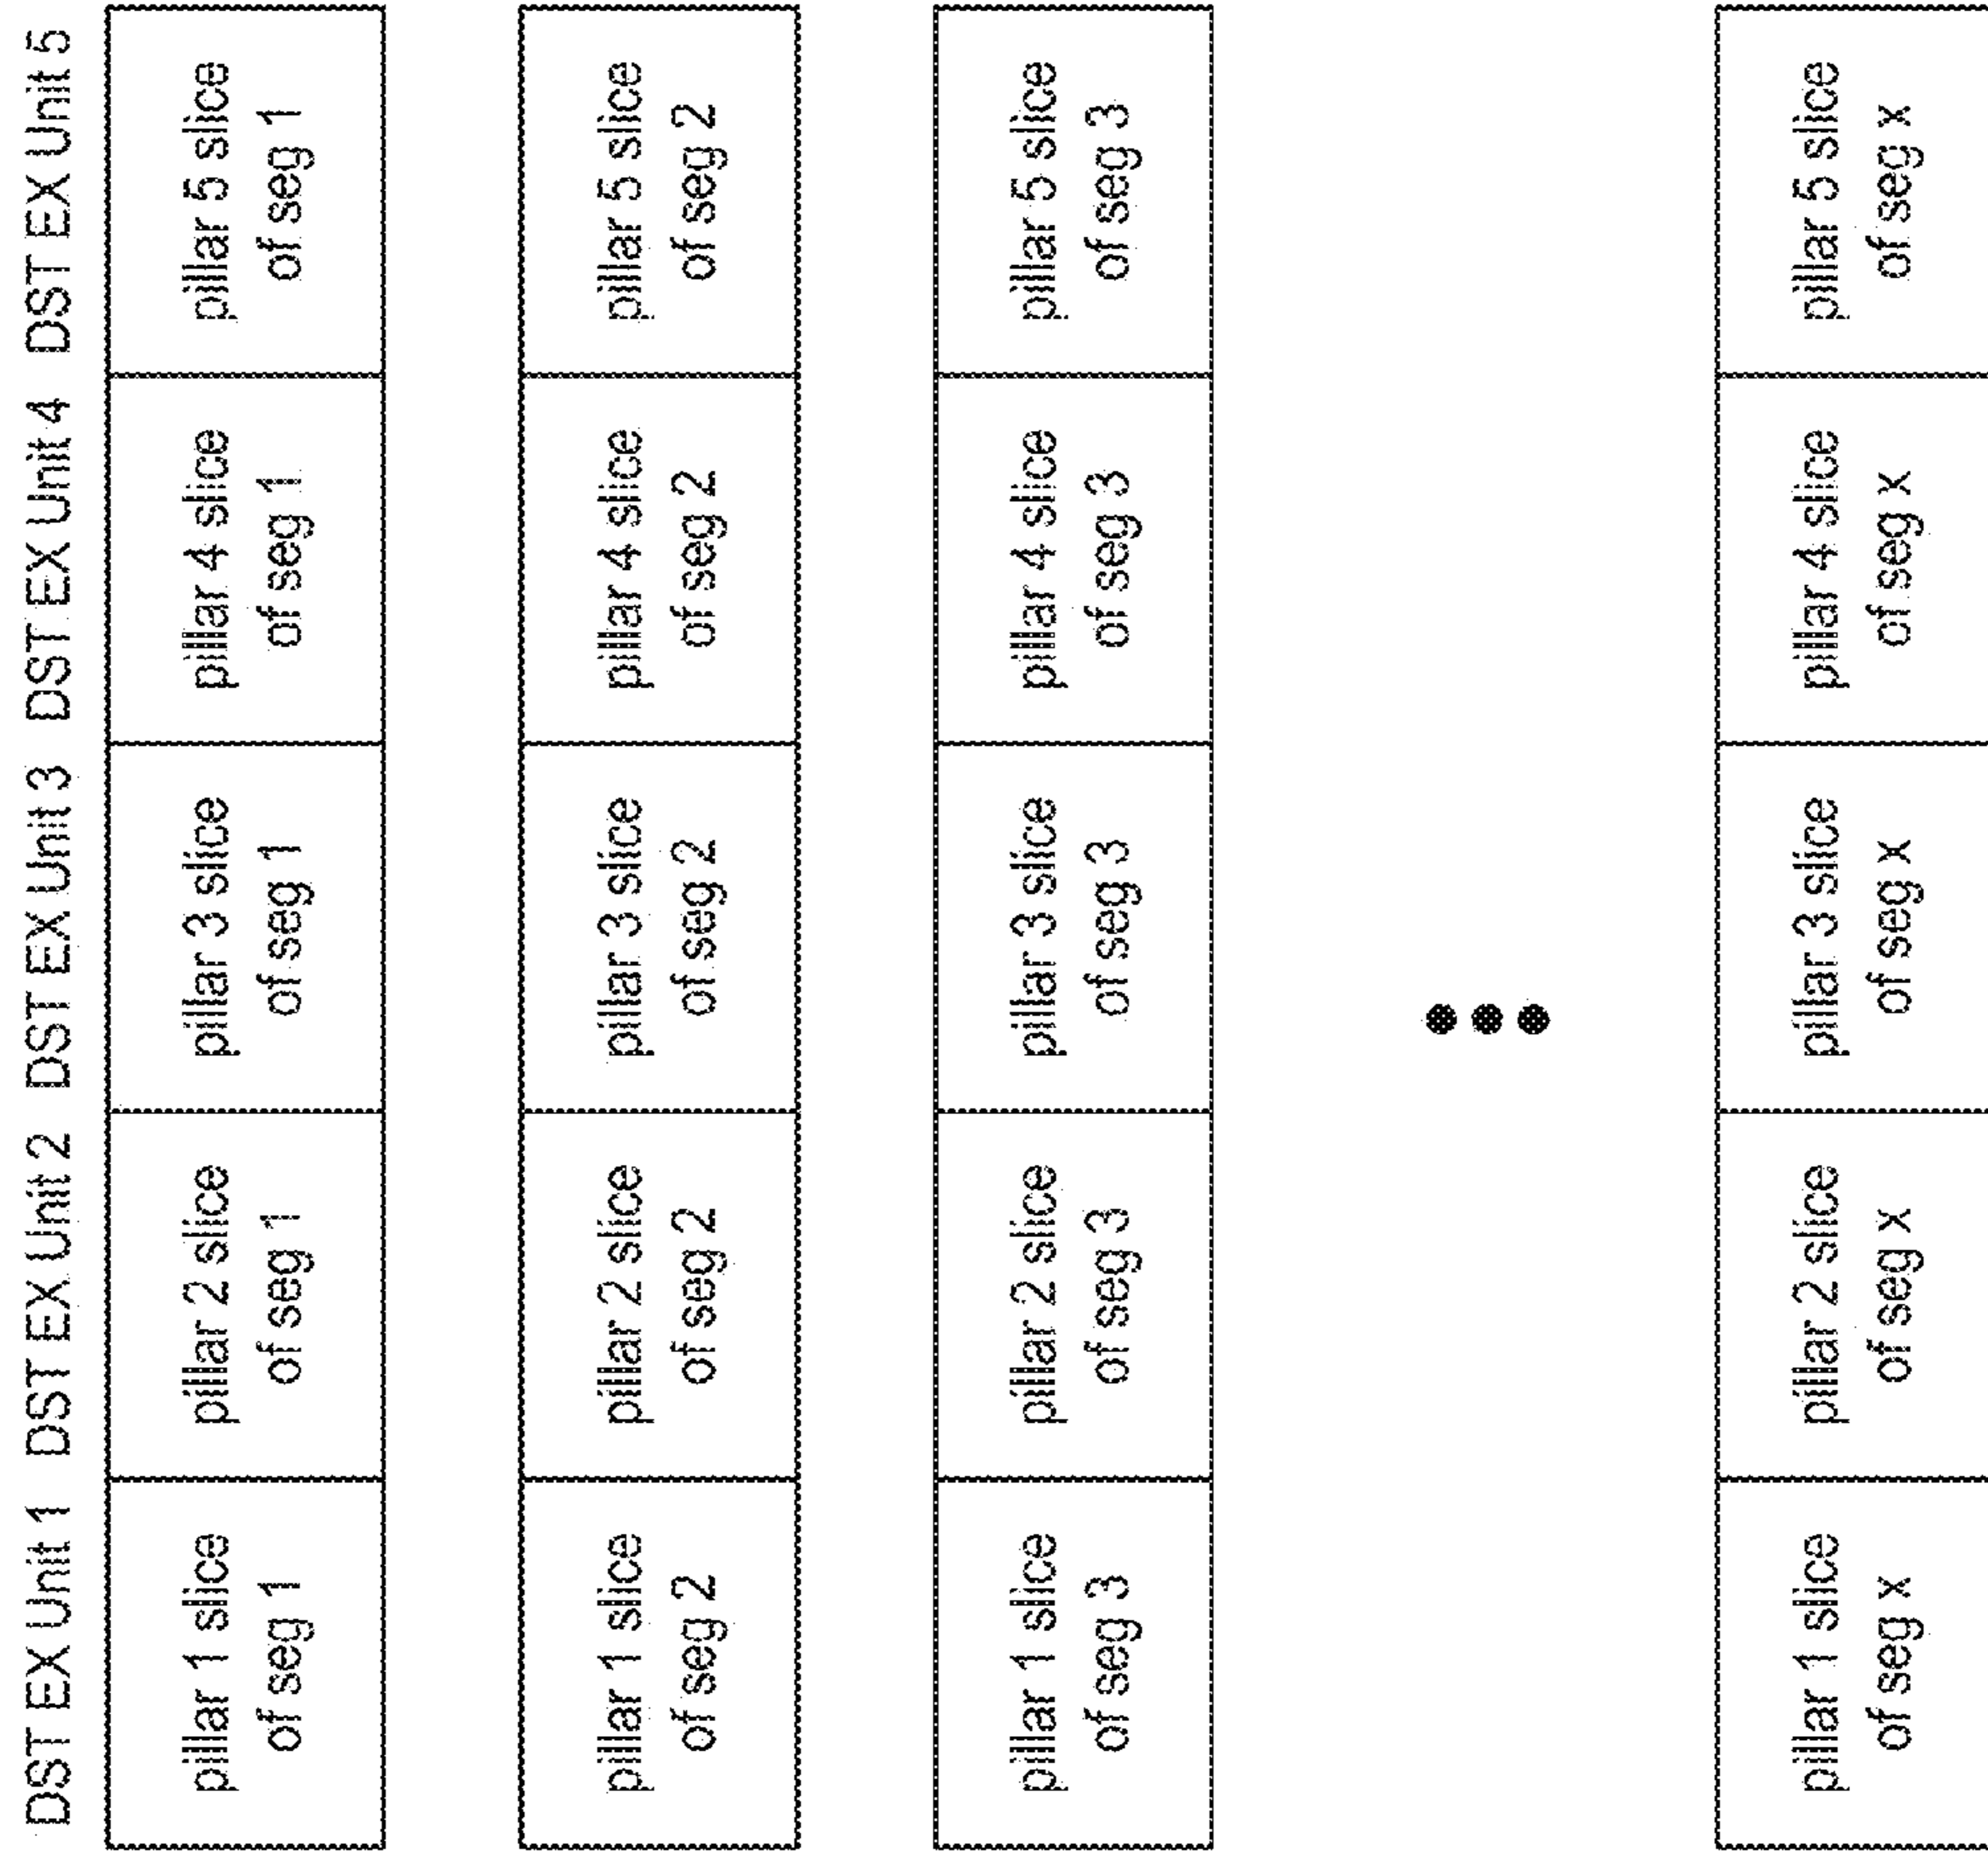 DST EX Unit 1 DST EX Unit 2 DST EX Unit 3 DST EX Unit 4 DST EX Unit 5
pillar 1 slice pillar 2 slice pillar 3 slice pillar 4 slice pillar 5 slice
of seg 1 of seg 1 of seg 1 of seg 1 of seg 1
pillar 1 slice pillar 2 slice pillar 3 slice pillar 4 slice pillar 5 slice
of seg 2 of seg 2 of seg 2 of seg 2 of seg 2
pillar 1 slice pillar 2 slice pillar 3 slice pillar 4 slice pillar 5 slice
of seg 3 of seg 3 of seg 3 of seg 3 of seg 3
pillar 1 slice pillar 2 slice pillar 3 slice pillar 4 slice pillar 5 slice
of seg x of seg x of seg x of seg x of seg x